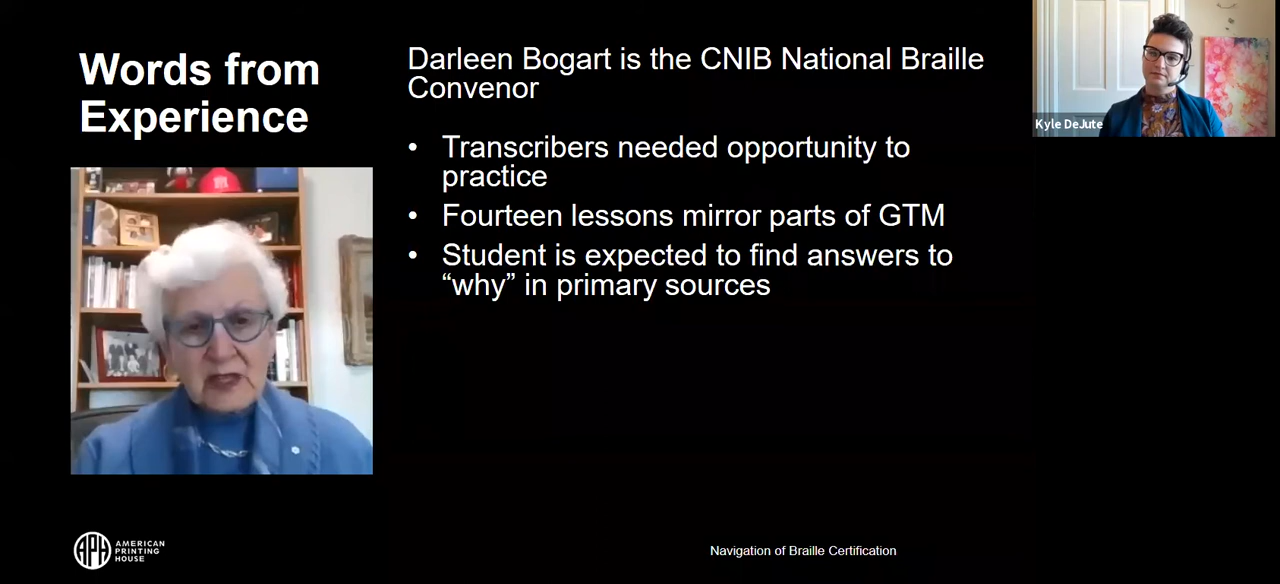 Words from
Experience
Darleen Bogart is the CNIB National Braille
Convenor
• Transcribers needed opportunity to
practice
• Fourteen lessons mirror parts of GTM
• Student is expected to find answers to
“why” in primary sources
Kyle DeJute
APH
AMERICAN
PRINTING
HOUSE
Navigation of Braille Certification